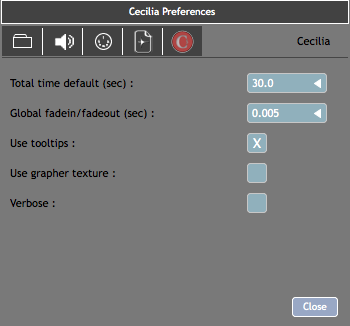 Cecilia Preferences
C Cecilia
Total time default (sec) : 30.0
Global fadein/fadeout (sec) : 0.005
Use tooltips : X
Use grapher texture :
Verbose :
Close